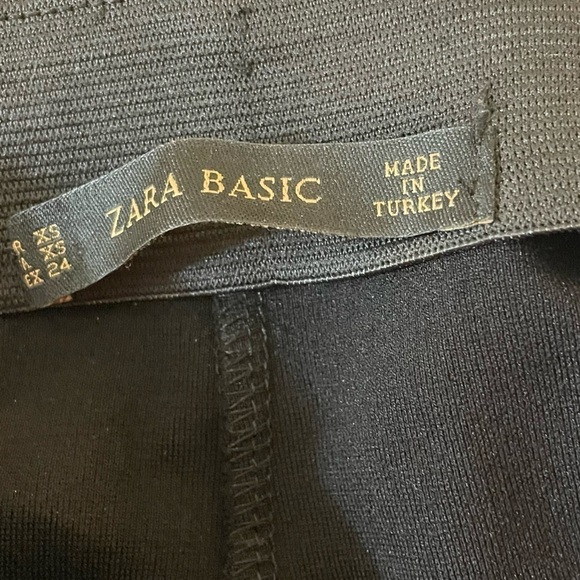 XS
XS
EX 24
ZARA BASIC
MADE
IN
TURKEY